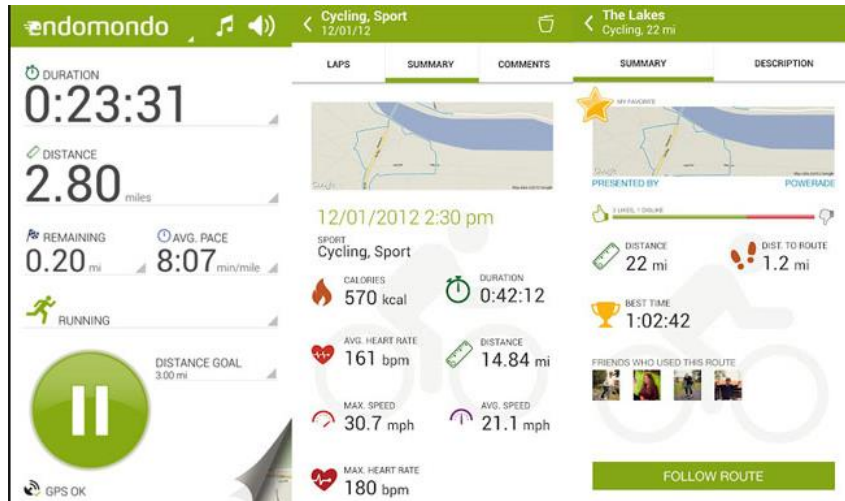 endomondo
DURATION
0:23:31
DISTANCE
2.80 miles
REMAINING
0.20 mi
AVG. PACE
8:07 min/mile
RUNNING
DISTANCE GOAL
3.00 mi
GPS OK
Cycling, Sport
12/01/12
LAPS
SUMMARY
COMMENTS
Google
12/01/2012 2:30 pm
SPORT
Cycling, Sport
CALORIES
570 kcal
DURATION
0:42:12
AVG. HEART RATE
161 bpm
DISTANCE
14.84 mi
MAX. SPEED
30.7 mph
AVG. SPEED
21.1 mph
MAX. HEART RATE
180 bpm
The Lakes
Cycling, 22 mi
SUMMARY
DESCRIPTION
MY FAVORITE
Google
PRESENTED BY
POWERADE
LIKES, 1 DISLIKE
DISTANCE
22 mi
DIST. TO ROUTE
1.2 mi
BEST TIME
1:02:42
FRIENDS WHO USED THIS ROUTE
FOLLOW ROUTE